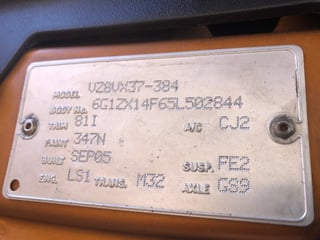 MODEL VZ8VX37-384
BODY No. 6G1ZX14F65L502844
TRIM 81I A/C CJ2
PAINT 347N
BUILT SEP05 SUSP. FE2
ENG. LS1 TRANS. M32 AXLE GS9